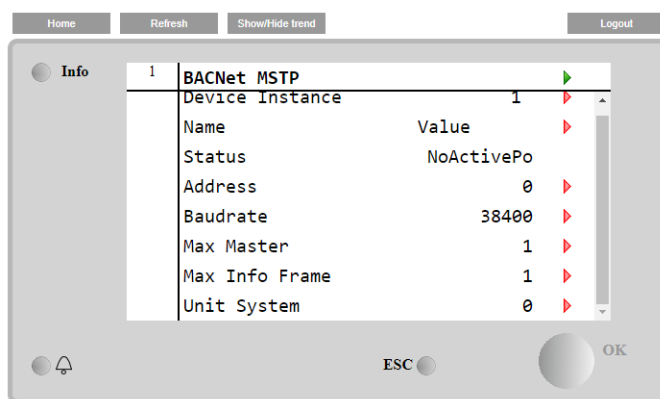 Home Refresh Show/Hide trend Logout
Info
1 BACNet MSTP
Device Instance 1
Name Value
Status NoActivePo
Address 0
Baudrate 38400
Max Master 1
Max Info Frame 1
Unit System 0
ESC OK